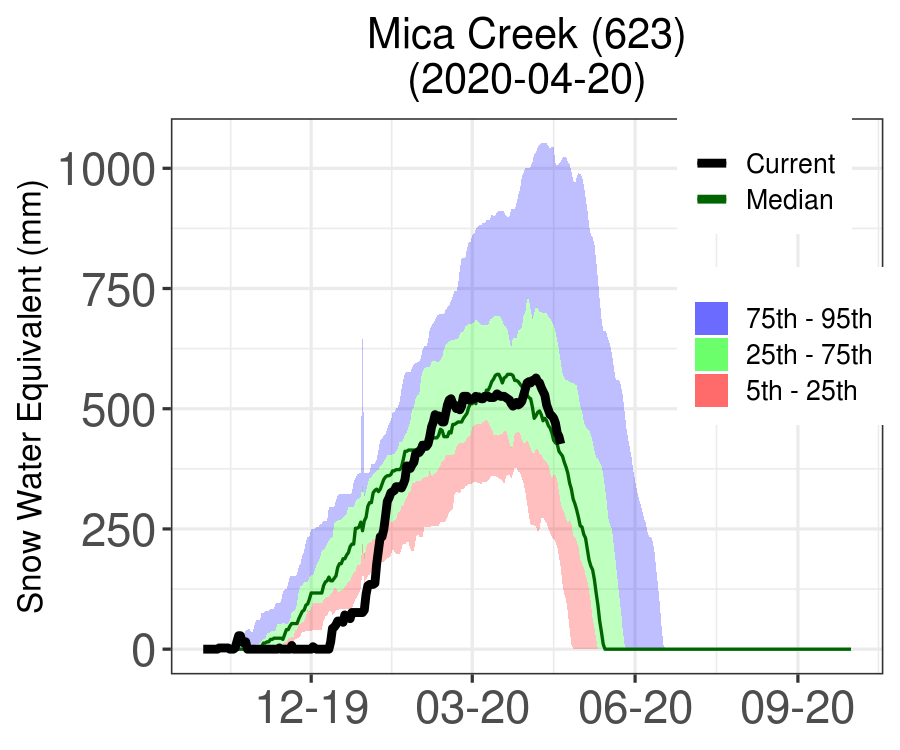 Mica Creek (623)
(2020-04-20)
Snow Water Equivalent (mm)
1000
750
500
250
0
12-19
03-20
06-20
09-20
Current
Median
75th - 95th
25th - 75th
5th - 25th